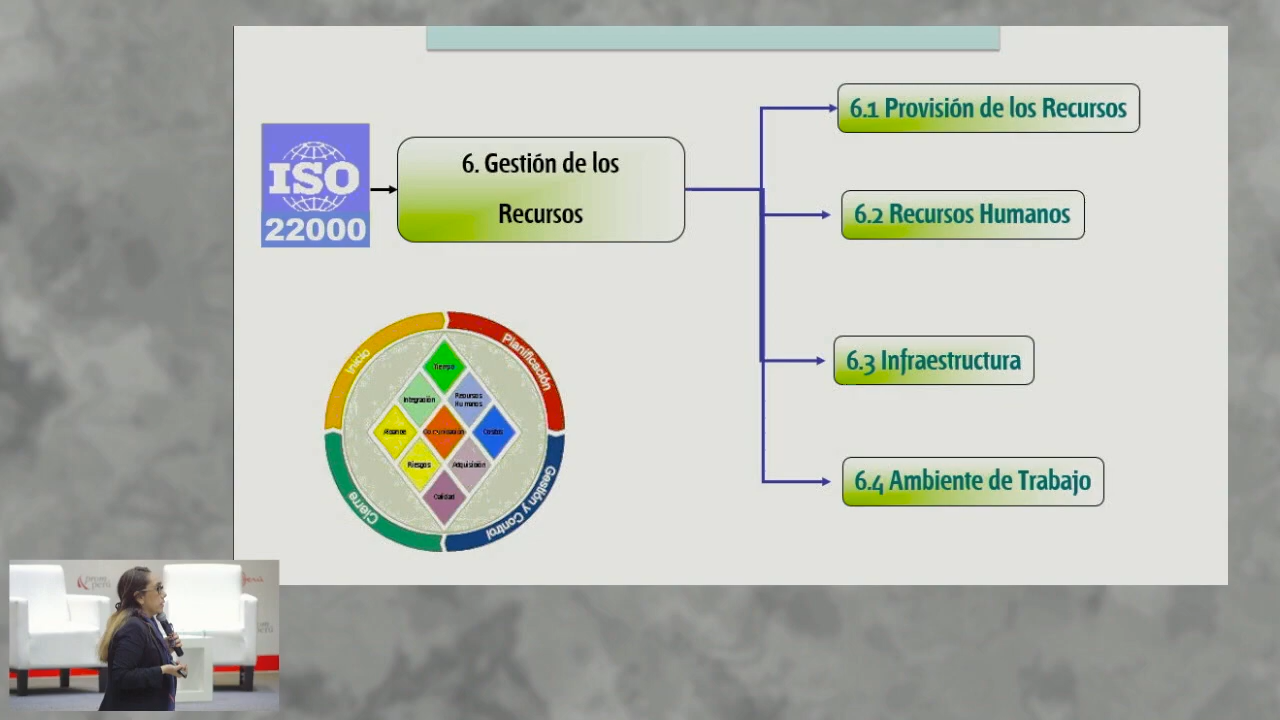 6.1 Provisión de los Recursos
ISO
22000
6. Gestión de los
Recursos
6.2 Recursos Humanos
6.3 Infraestructura
6.4 Ambiente de Trabajo
Inicio
Planificación
Gestión y Control
Cierre
Tiempo
Integración
Recursos
Humanos
Alcance
Costos
Riesgos
Adquisición
Calidad
perú